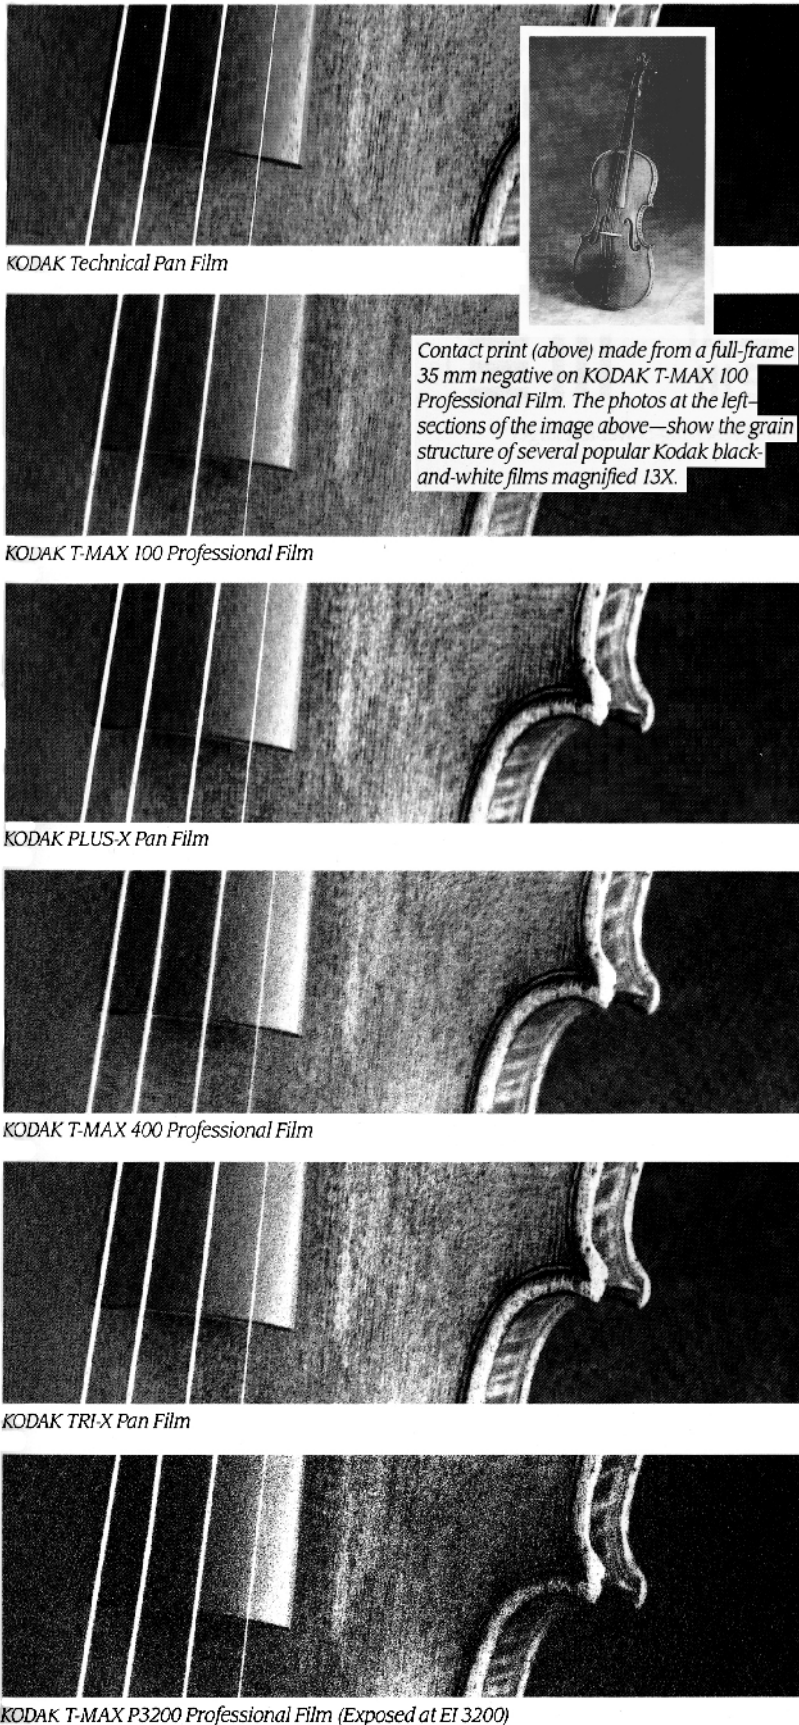 KODAK Technical Pan Film
Contact print (above) made from a full-frame
35 mm negative on KODAK T-MAX 100
Professional Film. The photos at the left—
sections of the image above—show the grain
structure of several popular Kodak black-
and-white films magnified 13X.
KODAK T-MAX 100 Professional Film
KODAK PLUS-X Pan Film
KODAK T-MAX 400 Professional Film
KODAK TRI-X Pan Film
KODAK T-MAX P3200 Professional Film (Exposed at EI 3200)